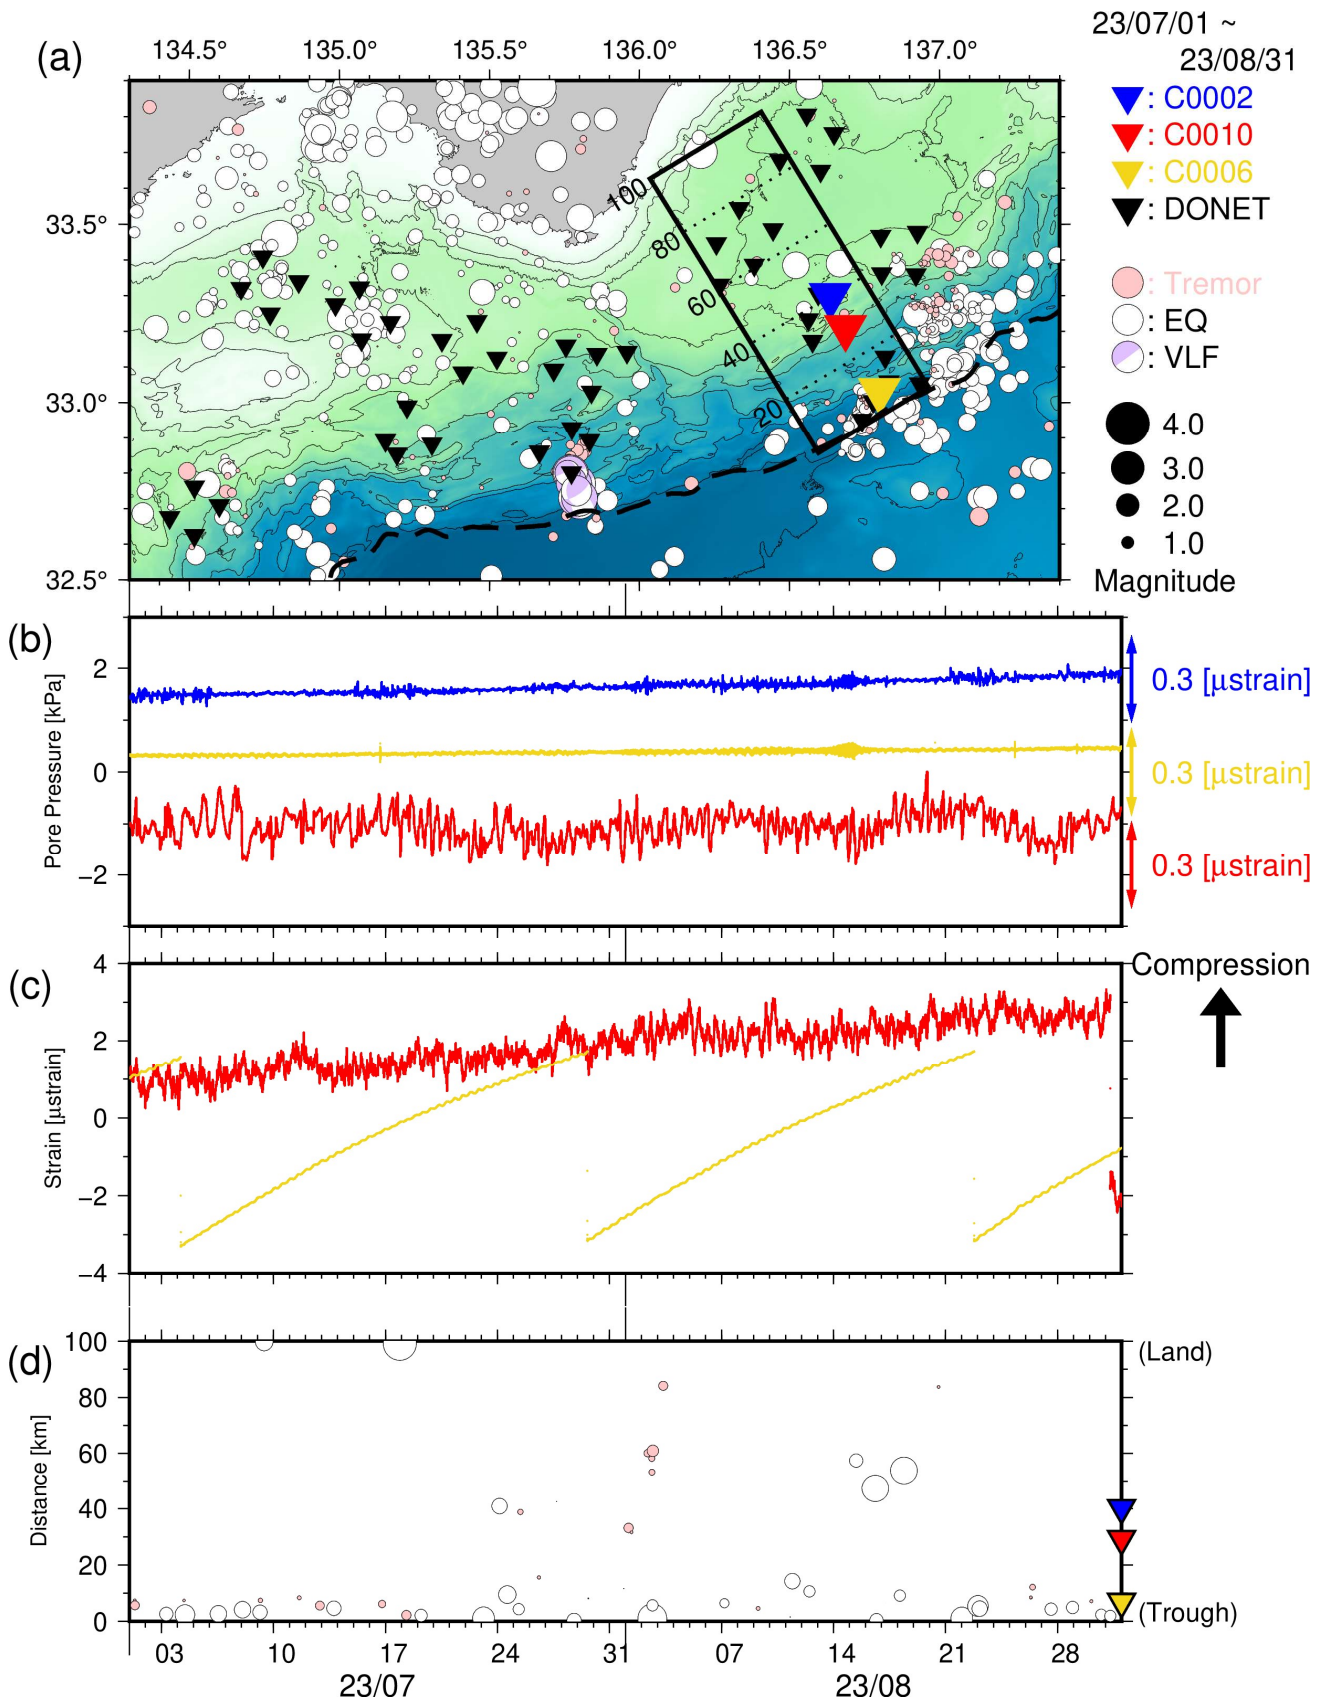 (a)
134.5° 135.0° 135.5° 136.0° 136.5° 137.0°
23/07/01 ~
23/08/31
: C0002
: C0010
: C0006
: DONET
: Tremor
: EQ
: VLF
4.0
3.0
2.0
1.0
Magnitude
33.5°
33.0°
32.5°
100
80
60
40
20
(b)
Pore Pressure [kPa]
2
0
−2
0.3 [μstrain]
0.3 [μstrain]
0.3 [μstrain]
(c)
Strain [μstrain]
4
2
0
−2
−4
Compression
(d)
Distance [km]
100
80
60
40
20
0
(Land)
(Trough)
03 10 17 24 31 07 14 21 28
23/07 23/08